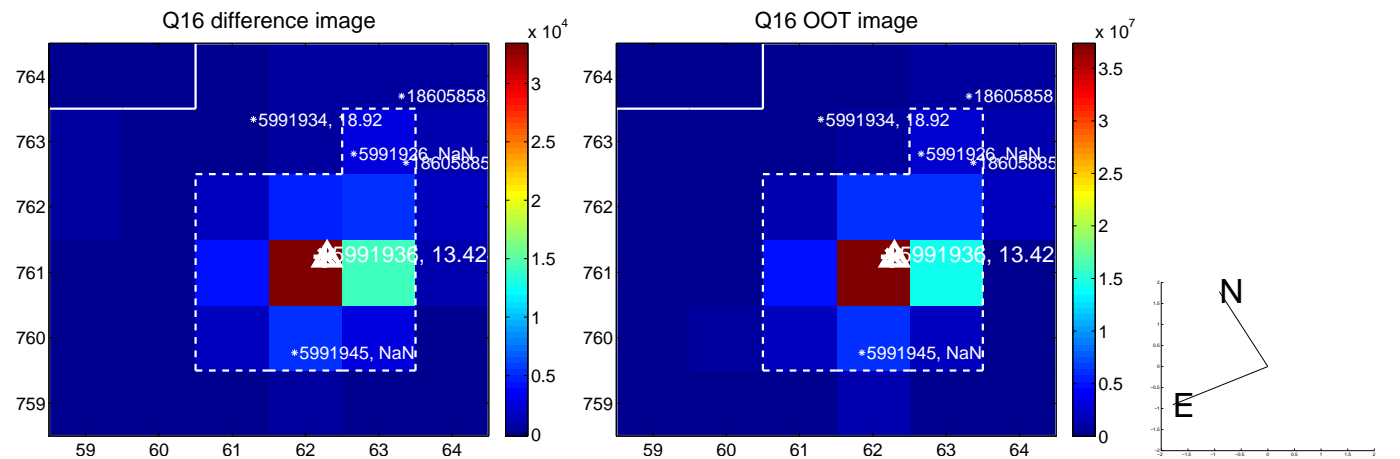 Q16 difference image
x 10^4
764
763
762
761
760
759
59 60 61 62 63 64
3
2.5
2
1.5
1
0.5
0
18605858
5991934, 18.92
5991926, NaN
18605885
5991936, 13.42
5991945, NaN
Q16 OOT image
x 10^7
764
763
762
761
760
759
59 60 61 62 63 64
3.5
3
2.5
2
1.5
1
0.5
0
18605858
5991934, 18.92
5991926, NaN
18605885
5991936, 13.42
5991945, NaN
N
E